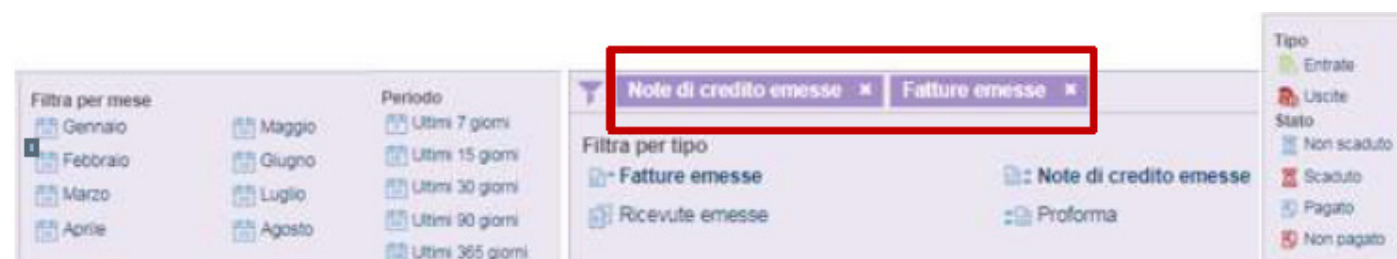 Filtra per mese
Gennaio
Febbraio
Marzo
Aprile
Maggio
Giugno
Luglio
Agosto
Periodo
Ultimi 7 giorni
Ultimi 15 giorni
Ultimi 30 giorni
Ultimi 90 giorni
Ultimi 365 giorni
Note di credito emesse × Fatture emesse ×
Filtra per tipo
Fatture emesse
Note di credito emesse
Ricevute emesse
Proforma
Tipo
Entrate
Uscite
Stato
Non scaduto
Scaduto
Pagato
Non pagato